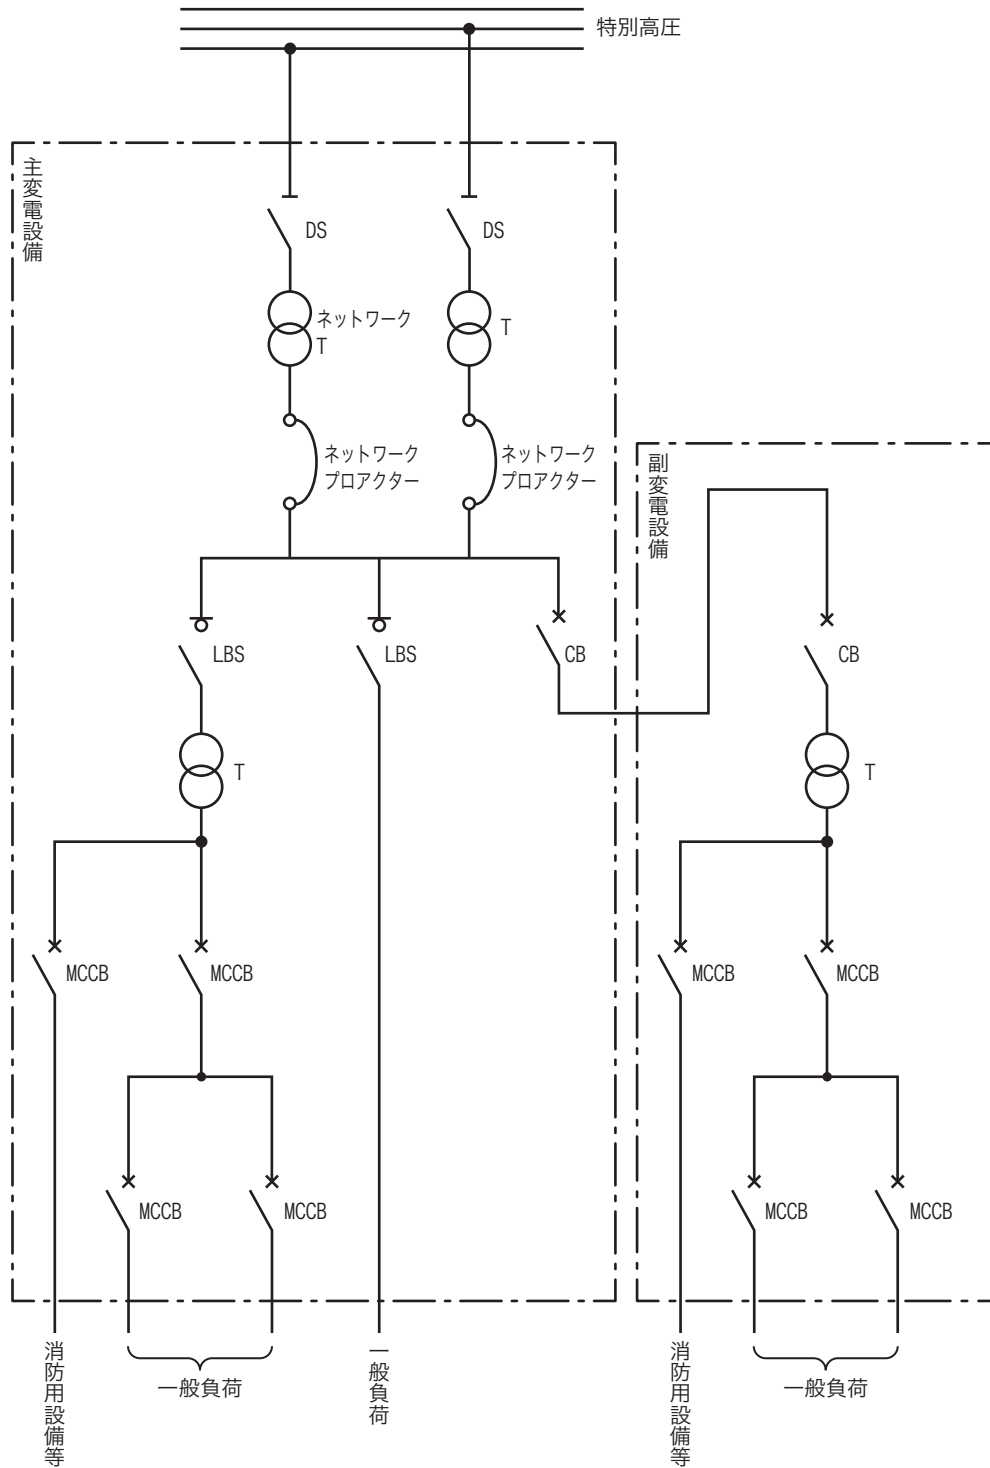 特別高圧
主変電設備
DS
DS
ネットワーク
T
T
ネットワーク
プロアクター
ネットワーク
プロアクター
副変電設備
LBS
LBS
CB
CB
T
T
MCCB
MCCB
MCCB
MCCB
MCCB
MCCB
MCCB
MCCB
消防用設備等
一般負荷
一般負荷
消防用設備等
一般負荷